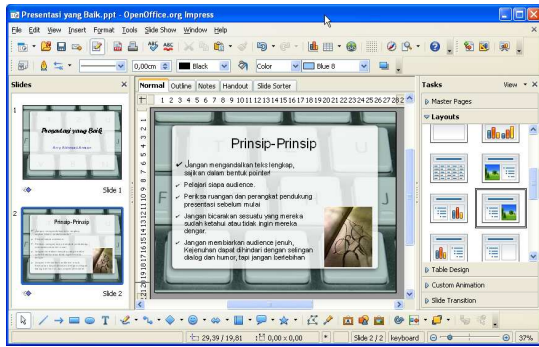 Presentasi yang Baik.ppt - OpenOffice.org Impress
File Edit View Insert Format Tools Slide Show Window Help
0,00cm Black Color Blue 8
Slides
Normal Outline Notes Handout Slide Sorter
Tasks View
Master Pages
Layouts
1
Presentasi yang Baik
Slide 1
2
Prinsip-Prinsip
Slide 2
Prinsip-Prinsip
Jangan mengandalkan teks lengkap,
sajikan dalam bentuk pointer!
Pelajari siapa audience.
Periksa ruangan dan perangkat pendukung
presentasi sebelum mulai
Jangan bicarakan sesuatu yang mereka
sudah ketahui atau tidak ingin mereka
dengar.
Jangan membiarkan audience jenuh,
Kejenuhan dapat dihindari dengan selingan
dialog dan humor, tapi jangan berlebihan
Table Design
Custom Animation
Slide Transition
29,39 / 19,81 0,00 x 0,00 * Slide 2 / 2 keyboard 37%